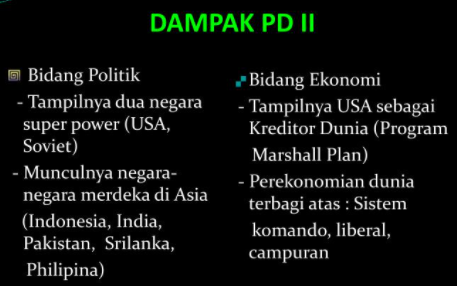 DAMPAK PD II
Bidang Politik
- Tampilnya dua negara
super power (USA,
Soviet)
- Munculnya negara-
negara merdeka di Asia
(Indonesia, India,
Pakistan, Srilanka,
Philipina)
Bidang Ekonomi
- Tampilnya USA sebagai
Kreditor Dunia (Program
Marshall Plan)
- Perekonomian dunia
terbagi atas : Sistem
komando, liberal,
campuran